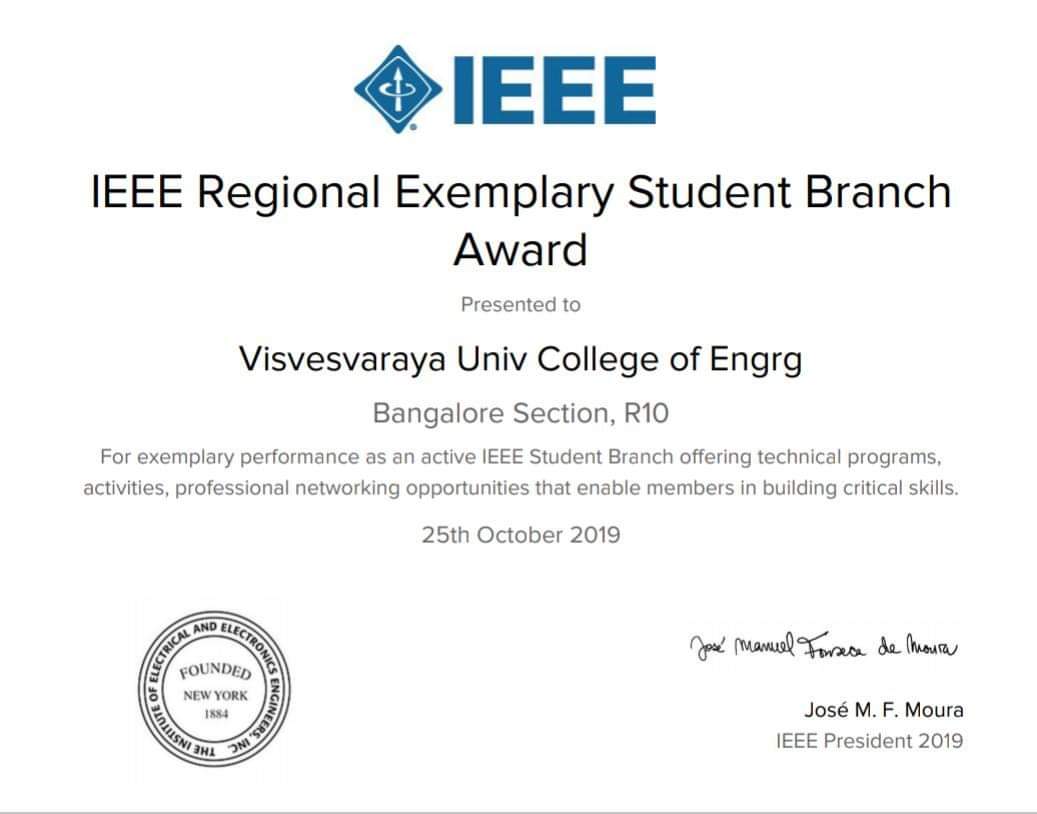 IEEE
IEEE Regional Exemplary Student Branch
Award
Presented to
Visvesvaraya Univ College of Engrg
Bangalore Section, R10
For exemplary performance as an active IEEE Student Branch offering technical programs,
activities, professional networking opportunities that enable members in building critical skills.
25th October 2019
THE INSTITUTE OF ELECTRICAL AND ELECTRONICS ENGINEERS, INC.
FOUNDED
NEW YORK
1884
José Manuel Fonseca de Moura
José M. F. Moura
IEEE President 2019